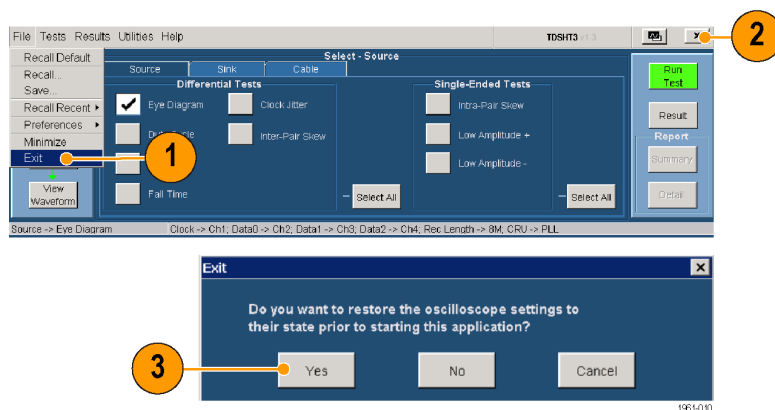 File Tests Results Utilities Help
TDSHT3 v1.3
2
Recall Default
Recall...
Save...
Recall Recent
Preferences
Minimize
Exit
1
View
Waveform
Select - Source
Source Sink Cable
Differential Tests
Eye Diagram
Clock Jitter
Inter-Pair Skew
Fall Time
Select All
Single-Ended Tests
Intra-Pair Skew
Low Amplitude +
Low Amplitude -
Select All
Run
Test
Result
Report
Summary
Detail
Source -> Eye Diagram
Clock -> Ch1; Data0 -> Ch2; Data1 -> Ch3; Data2 -> Ch4; Rec Length -> 8M; CRU -> PLL
Exit
Do you want to restore the oscilloscope settings to
their state prior to starting this application?
3
Yes
No
Cancel
1961-010